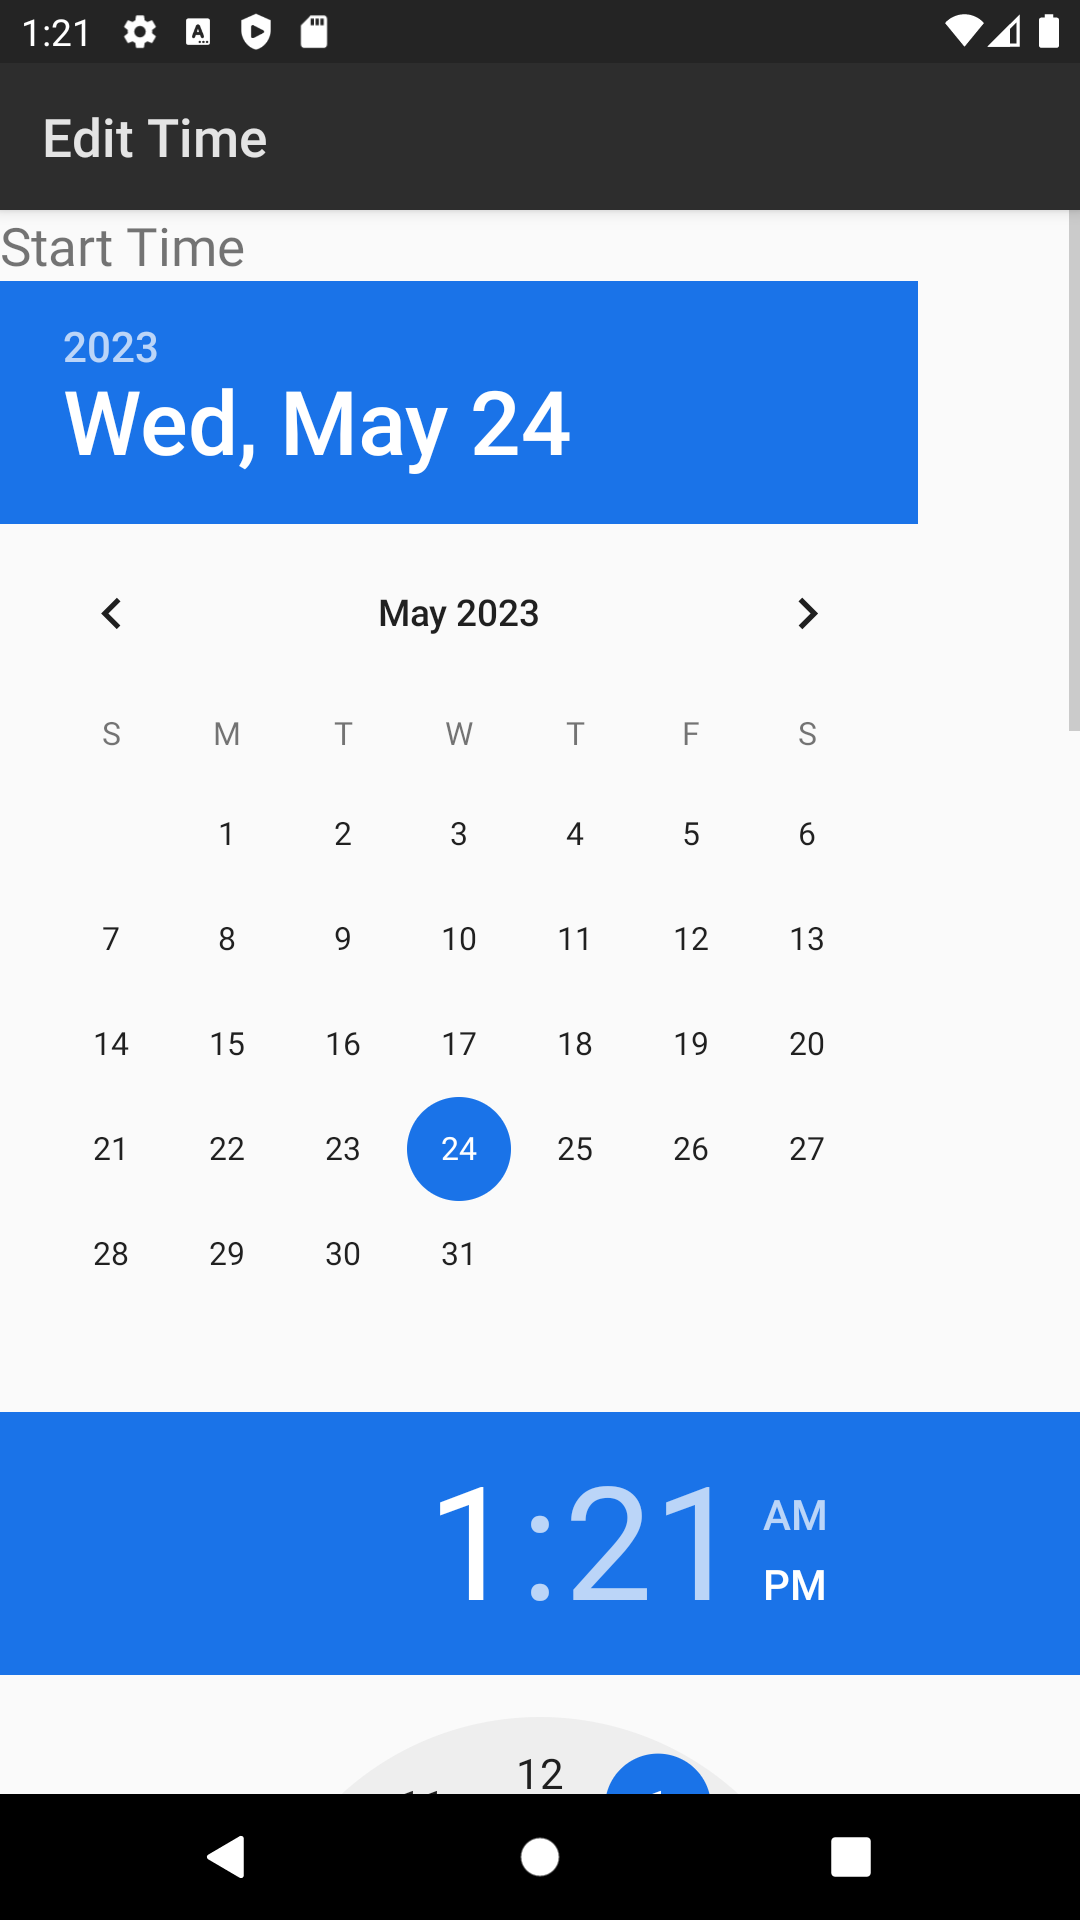 1:21
Edit Time
Start Time
2023
Wed, May 24
May 2023
S M T W T F S
1 2 3 4 5 6
7 8 9 10 11 12 13
14 15 16 17 18 19 20
21 22 23 24 25 26 27
28 29 30 31
1:21
AM
PM
12